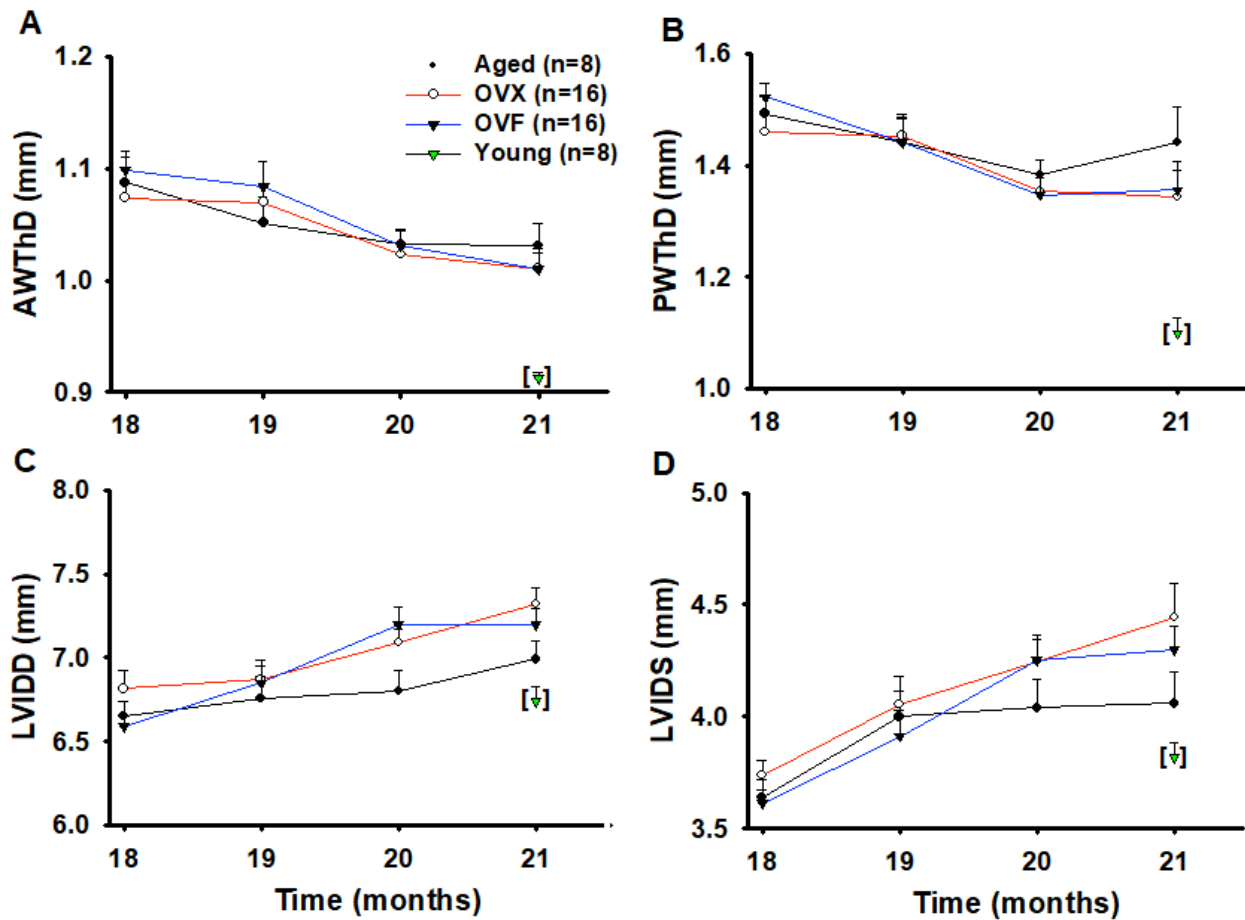 A
1.2
1.1
1.0
0.9
AWThD (mm)
18 19 20 21
Aged (n=8)
OVX (n=16)
OVF (n=16)
Young (n=8)
[ ]
B
1.6
1.4
1.2
1.0
PWThD (mm)
18 19 20 21
[ ]
C
8.0
7.5
7.0
6.5
6.0
LVIDD (mm)
18 19 20 21
Time (months)
[ ]
D
5.0
4.5
4.0
3.5
LVIDS (mm)
18 19 20 21
Time (months)
[ ]